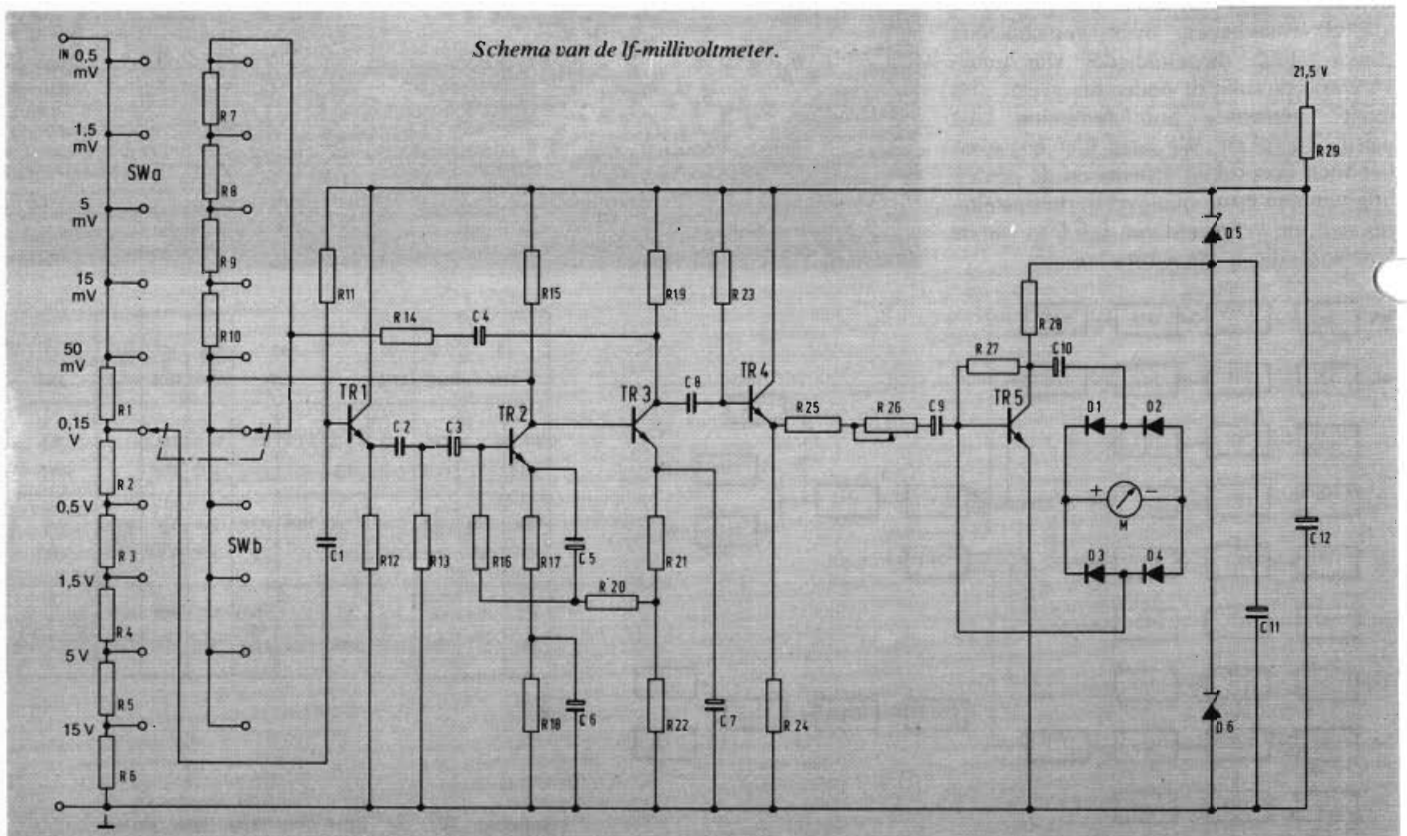 Schema van de lf-millivoltmeter.
IN 0,5
mV
1,5
mV
5
mV
15
mV
50
mV
0,15
V
0,5 V
1,5 V
5 V
15 V
SWa
SWb
R1
R2
R3
R4
R5
R6
R7
R8
R9
R10
R11
C1
TR1
R12
C2
R13
C3
R14
C4
R15
TR2
R16
R17
C5
R18
C6
R19
TR3
R20
R21
R22
C7
C8
R23
TR4
R24
R25
R26
C9
R27
R28
C10
TR5
D1
D2
+
M
-
D3
D4
D5
D6
C11
C12
21,5 V
R29